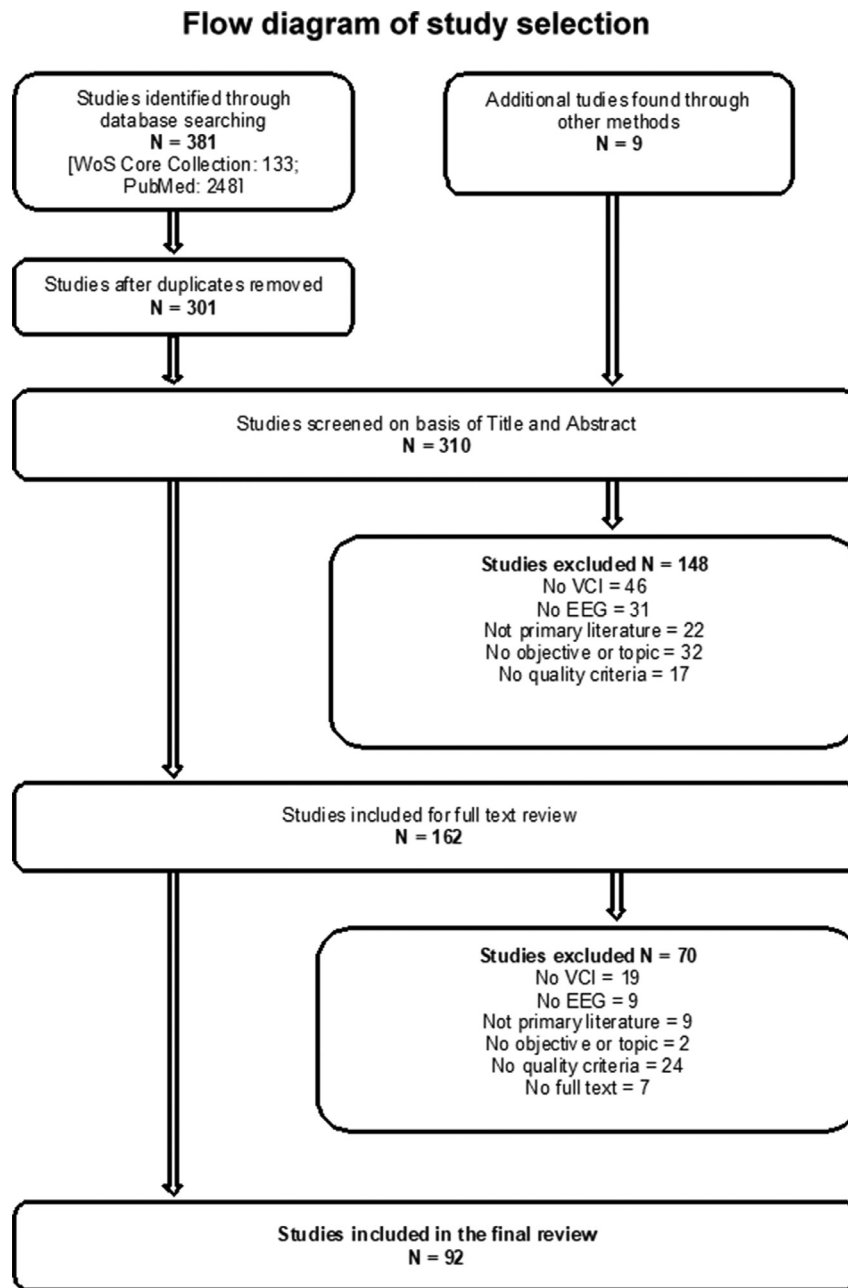 Flow diagram of study selection
Studies identified through
database searching
N = 381
[WoS Core Collection: 133;
PubMed: 248]
Additional tudies found through
other methods
N = 9
Studies after duplicates removed
N = 301
Studies screened on basis of Title and Abstract
N = 310
Studies excluded N = 148
No VCI = 46
No EEG = 31
Not primary literature = 22
No objective or topic = 32
No quality criteria = 17
Studies included for full text review
N = 162
Studies excluded N = 70
No VCI = 19
No EEG = 9
Not primary literature = 9
No objective or topic = 2
No quality criteria = 24
No full text = 7
Studies included in the final review
N = 92